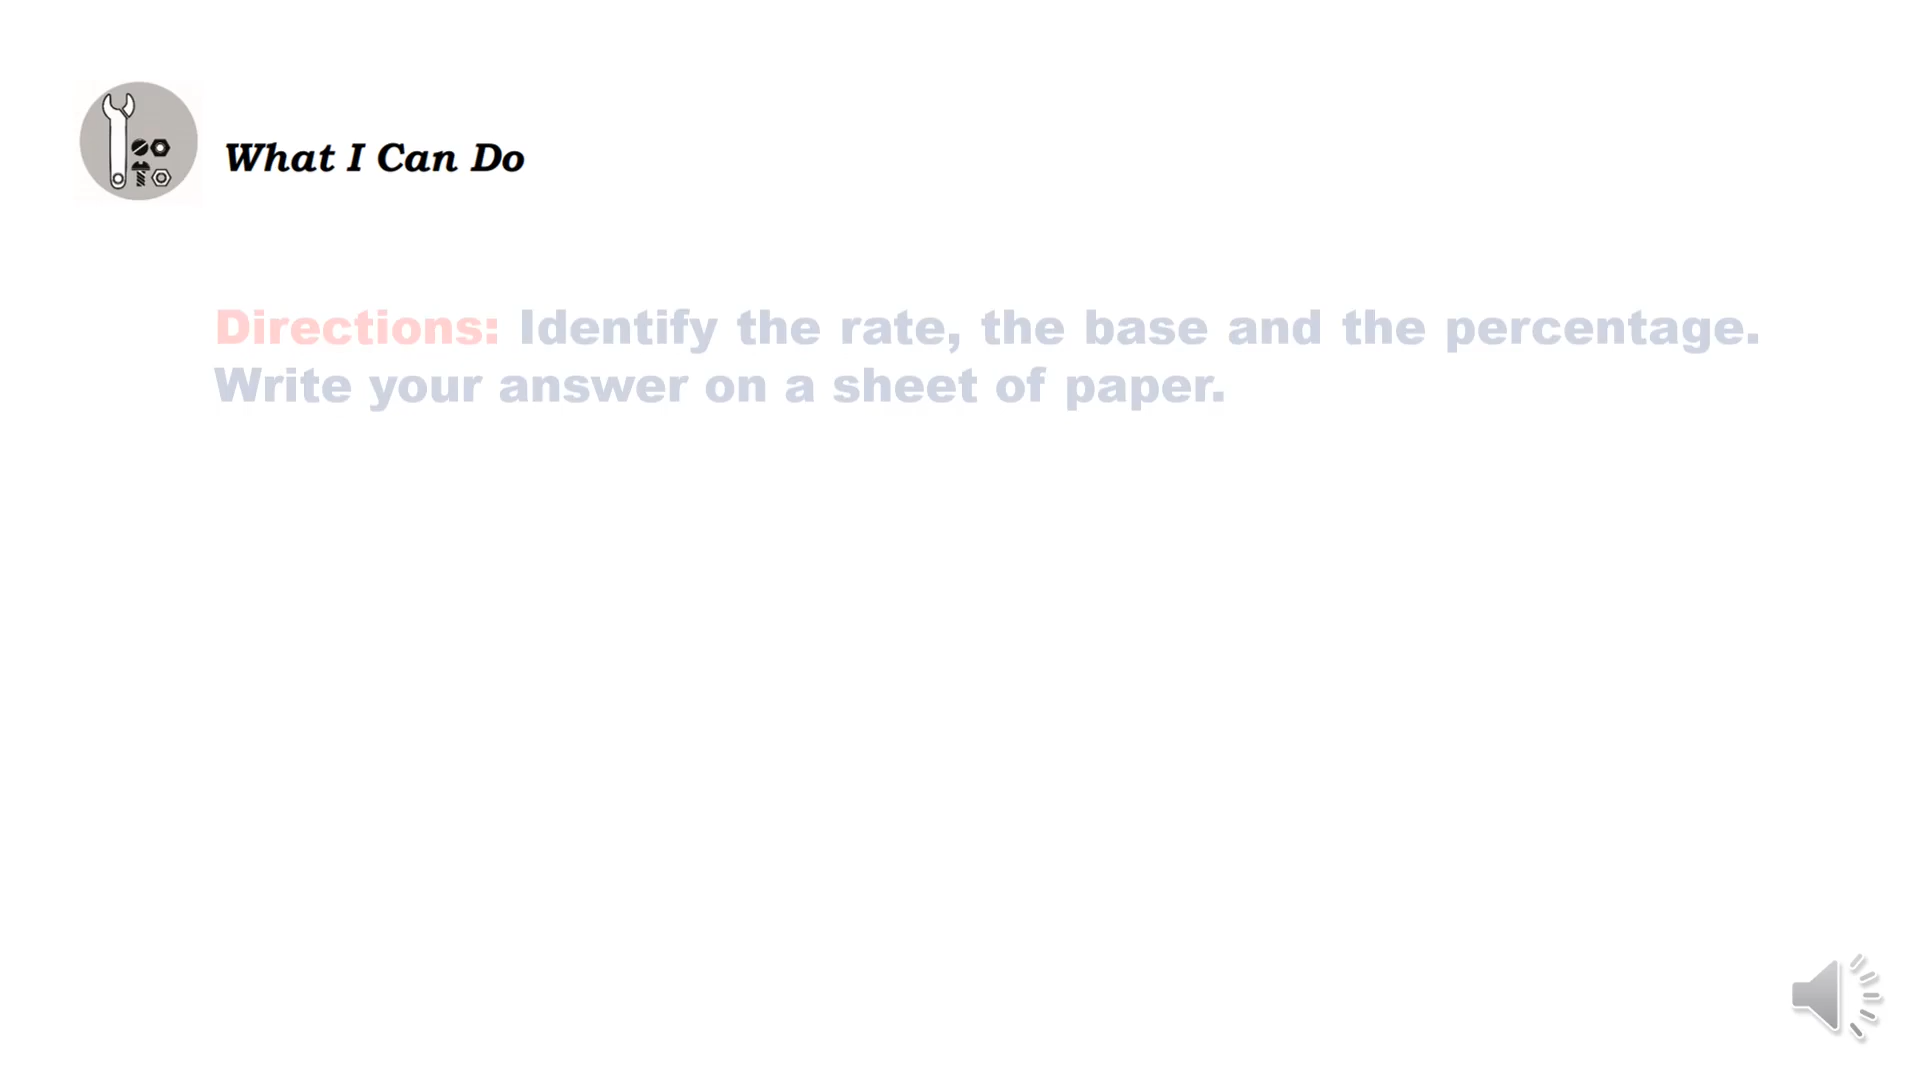 What I Can Do
Directions: Identify the rate, the base and the percentage.
Write your answer on a sheet of paper.